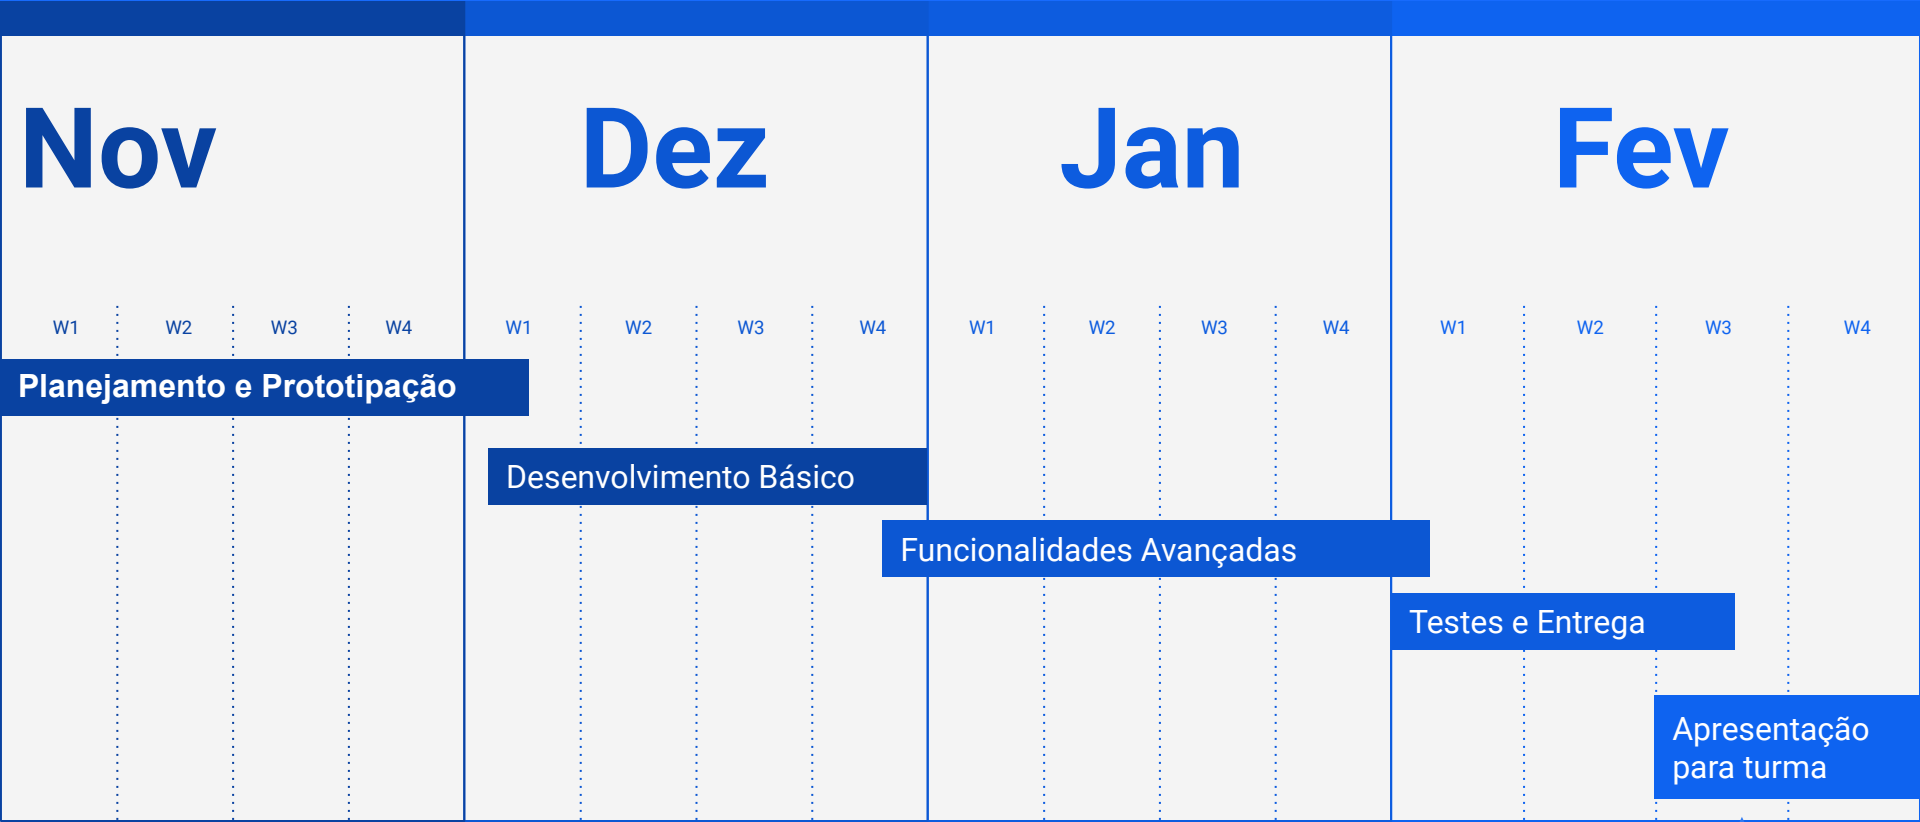 Nov Dez Jan Fev
W1 W2 W3 W4 W1 W2 W3 W4 W1 W2 W3 W4 W1 W2 W3 W4
Planejamento e Prototipação
Desenvolvimento Básico
Funcionalidades Avançadas
Testes e Entrega
Apresentação
para turma